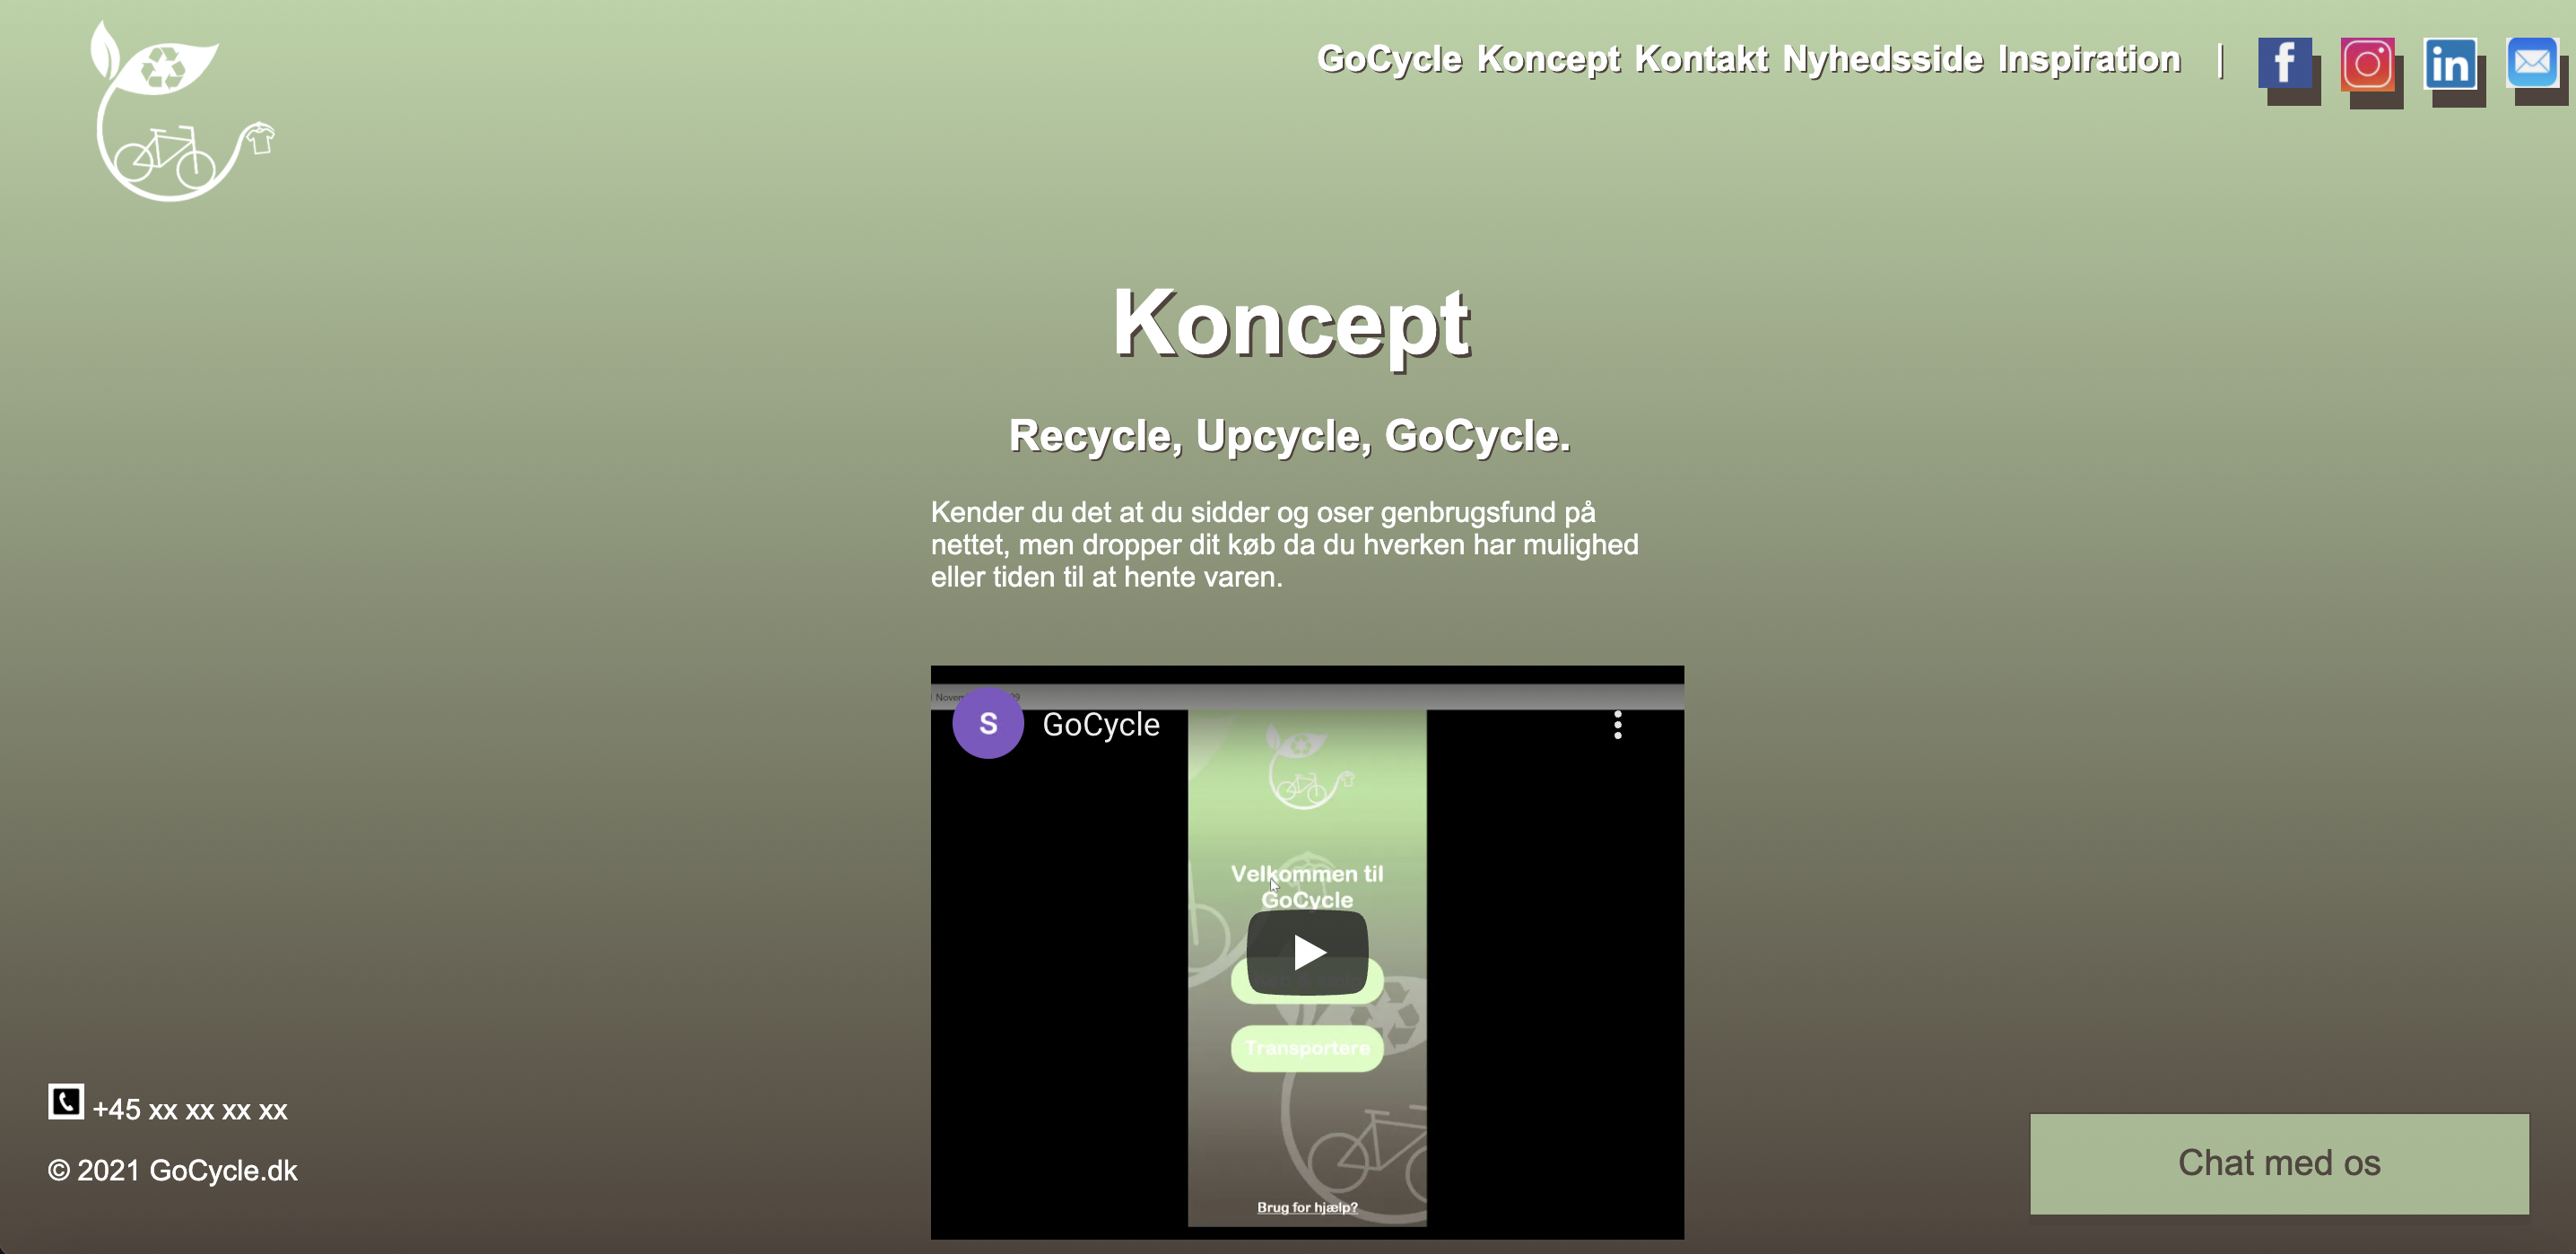 GoCycle Koncept Kontakt Nyhedsside Inspiration |
Koncept
Recycle, Upcycle, GoCycle.
Kender du det at du sidder og oser genbrugsfund på
nettet, men dropper dit køb da du hverken har mulighed
eller tiden til at hente varen.
S GoCycle
Velkommen til
GoCycle
Transportere
Brug for hjælp?
+45 xx xx xx xx
© 2021 GoCycle.dk
Chat med os